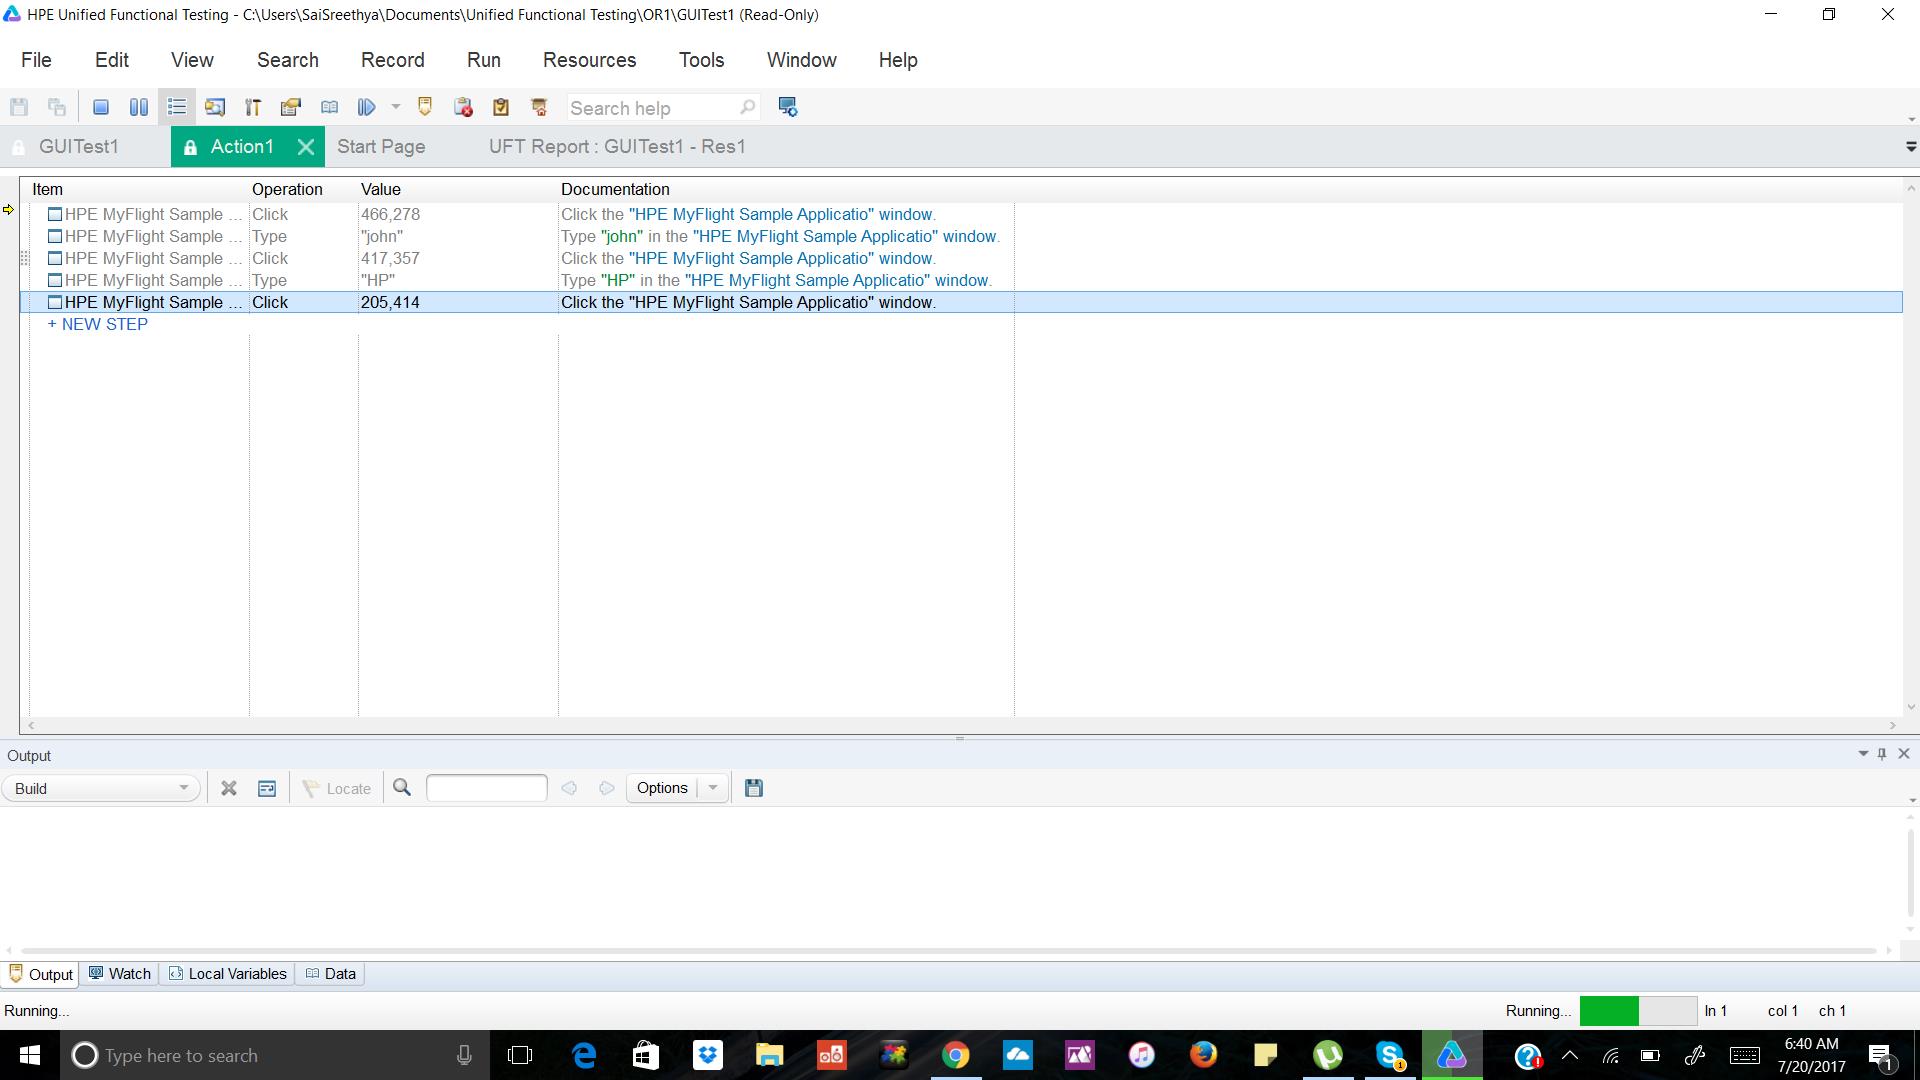 HPE Unified Functional Testing - C:\Users\SaiSreethya\Documents\Unified Functional Testing\OR1\GUITest1 (Read-Only)
File Edit View Search Record Run Resources Tools Window Help
Search help
GUITest1 Action1 Start Page UFT Report : GUITest1 - Res1
Item Operation Value Documentation
HPE MyFlight Sample ... Click 466,278 Click the "HPE MyFlight Sample Applicatio" window.
HPE MyFlight Sample ... Type "john" Type "john" in the "HPE MyFlight Sample Applicatio" window.
HPE MyFlight Sample ... Click 417,357 Click the "HPE MyFlight Sample Applicatio" window.
HPE MyFlight Sample ... Type "HP" Type "HP" in the "HPE MyFlight Sample Applicatio" window.
HPE MyFlight Sample ... Click 205,414 Click the "HPE MyFlight Sample Applicatio" window.
+ NEW STEP
Output
Build Locate Options
Output Watch Local Variables Data
Running... Running... ln 1 col 1 ch 1
Type here to search
6:40 AM
7/20/2017
1
1